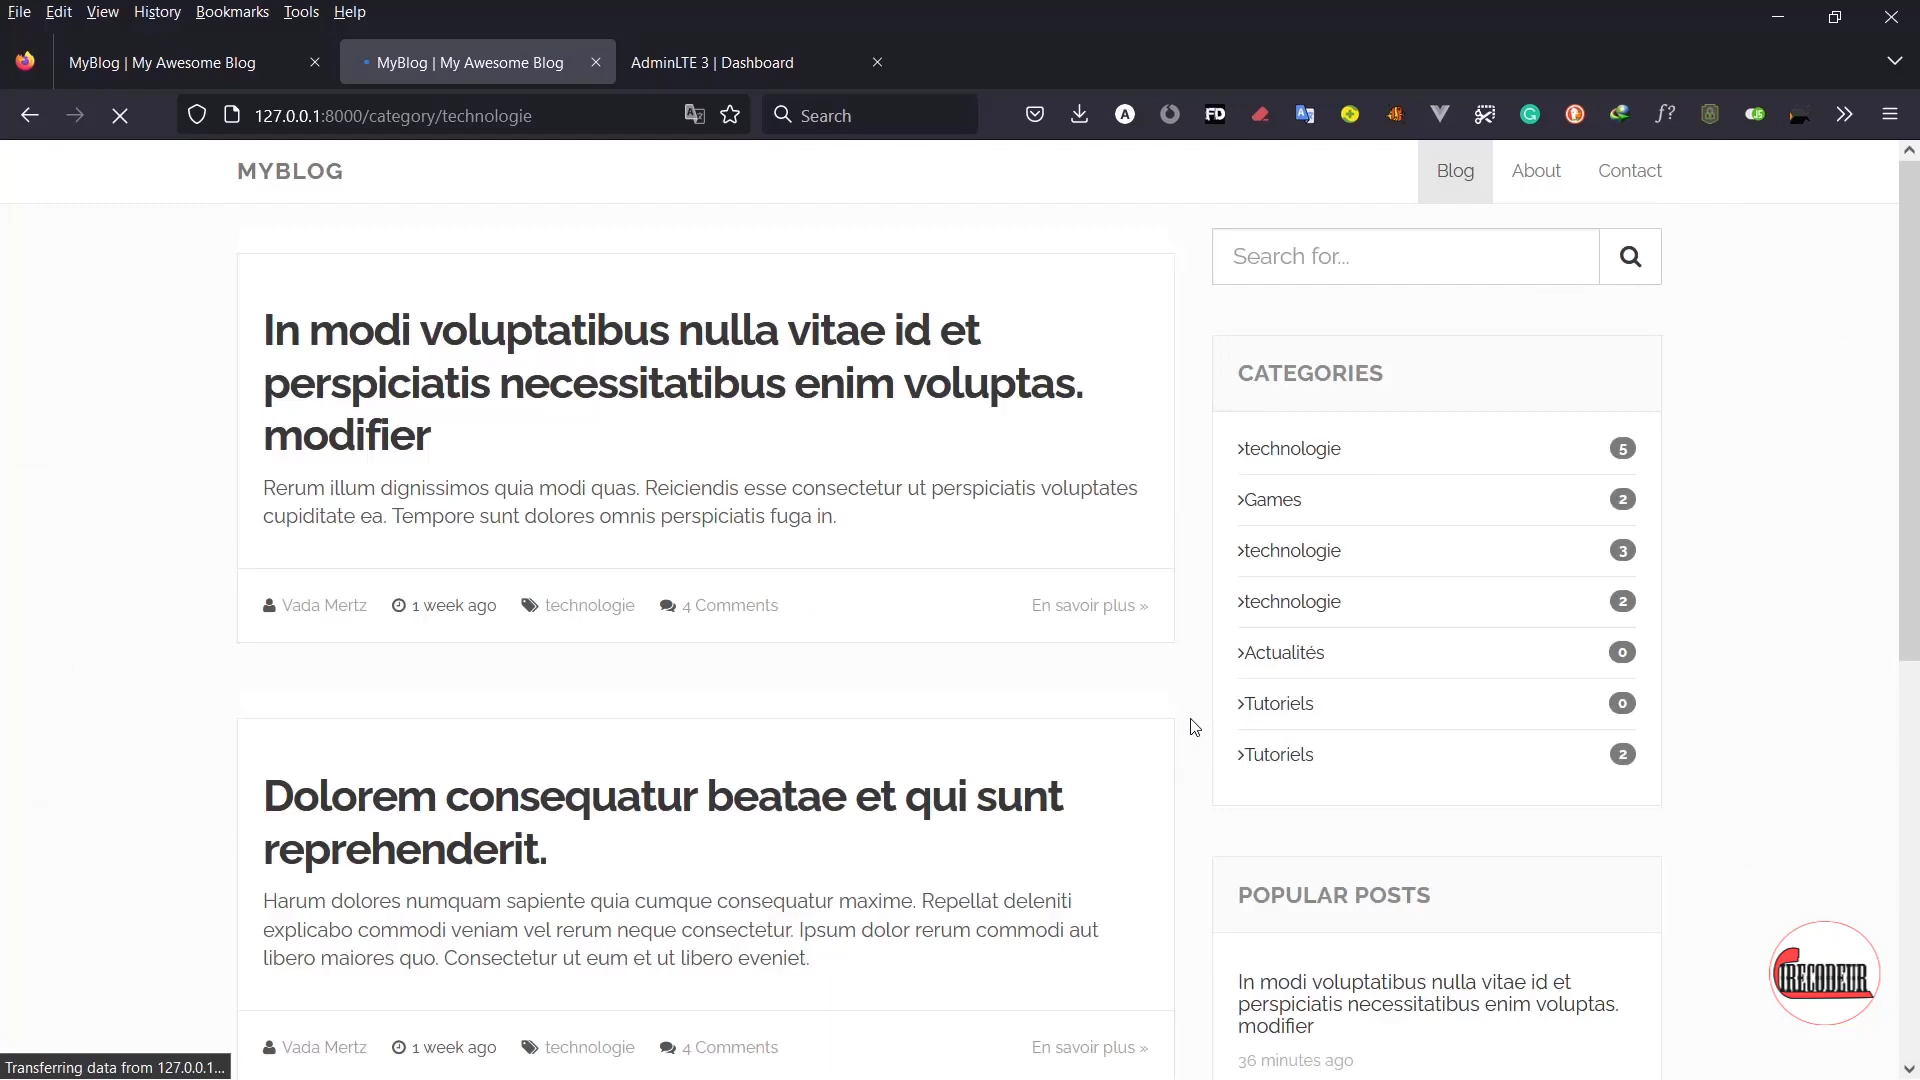 File Edit View History Bookmarks Tools Help
MyBlog | My Awesome Blog
MyBlog | My Awesome Blog
AdminLTE 3 | Dashboard
127.0.0.1:8000/category/technologie
Search
MYBLOG
Blog About Contact
In modi voluptatibus nulla vitae id et
perspiciatis necessitatibus enim voluptas.
modifier
Rerum illum dignissimos quia modi quas. Reiciendis esse consectetur ut perspiciatis voluptates
cupiditate ea. Tempore sunt dolores omnis perspiciatis fuga in.
Vada Mertz 1 week ago technologie 4 Comments En savoir plus »
Dolorem consequatur beatae et qui sunt
reprehenderit.
Harum dolores numquam sapiente quia cumque consequatur maxime. Repellat deleniti
explicabo commodi veniam vel rerum neque consectetur. Ipsum dolor rerum commodi aut
libero maiores quo. Consectetur ut eum et ut libero eveniet.
Vada Mertz 1 week ago technologie 4 Comments En savoir plus »
Search for...
CATEGORIES
technologie 5
Games 2
technologie 3
technologie 2
Actualités 0
Tutoriels 0
Tutoriels 2
POPULAR POSTS
In modi voluptatibus nulla vitae id et
perspiciatis necessitatibus enim voluptas.
modifier
36 minutes ago
Transferring data from 127.0.0.1...